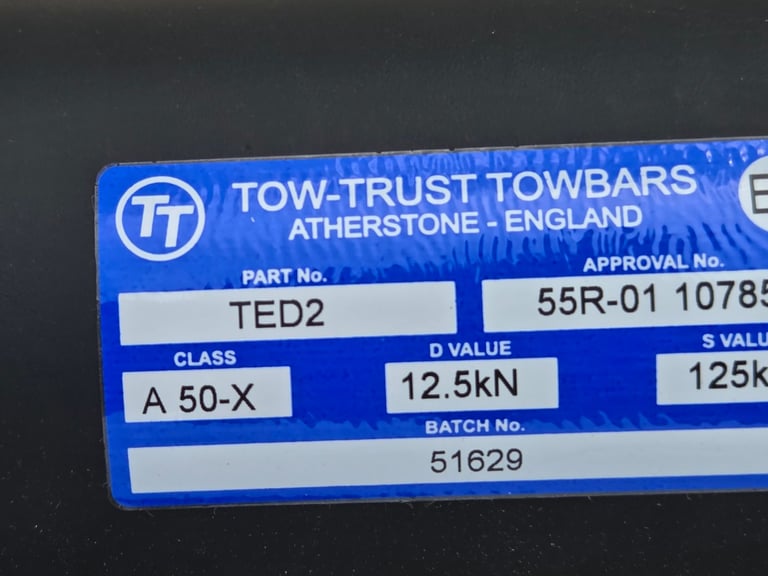 TT
TOW-TRUST TOWBARS
ATHERSTONE - ENGLAND
PART No.
TED2
APPROVAL No.
55R-01 10785
CLASS
A 50-X
D VALUE
12.5kN
S VALU
125k
BATCH No.
51629